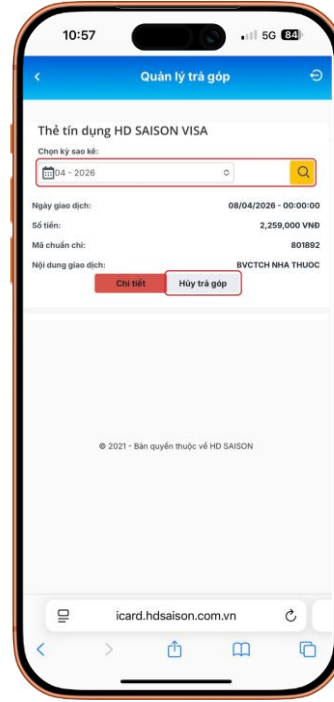 10:57
5G 84
Quản lý trả góp
Thẻ tín dụng HD SAISON VISA
Chọn kỳ sao kê:
04 - 2026
Ngày giao dịch: 08/04/2026 - 00:00:00
Số tiền: 2,259,000 VNĐ
Mã chuẩn chi: 801892
Nội dung giao dịch: BVCTCH NHA THUOC
Chi tiết Hủy trả góp
© 2021 - Bản quyền thuộc về HD SAISON
icard.hdsaison.com.vn